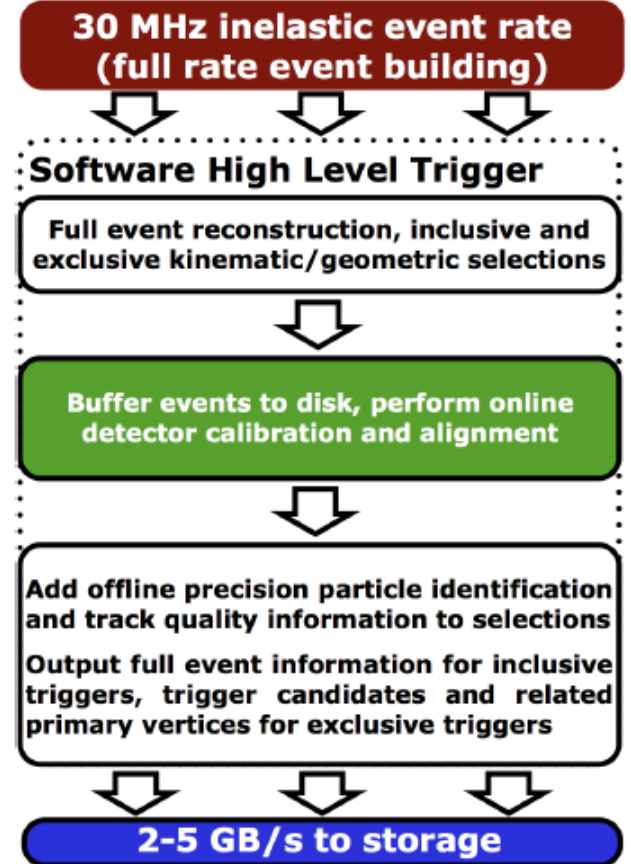 30 MHz inelastic event rate
(full rate event building)
Software High Level Trigger
Full event reconstruction, inclusive and
exclusive kinematic/geometric selections
Buffer events to disk, perform online
detector calibration and alignment
Add offline precision particle identification
and track quality information to selections
Output full event information for inclusive
triggers, trigger candidates and related
primary vertices for exclusive triggers
2-5 GB/s to storage